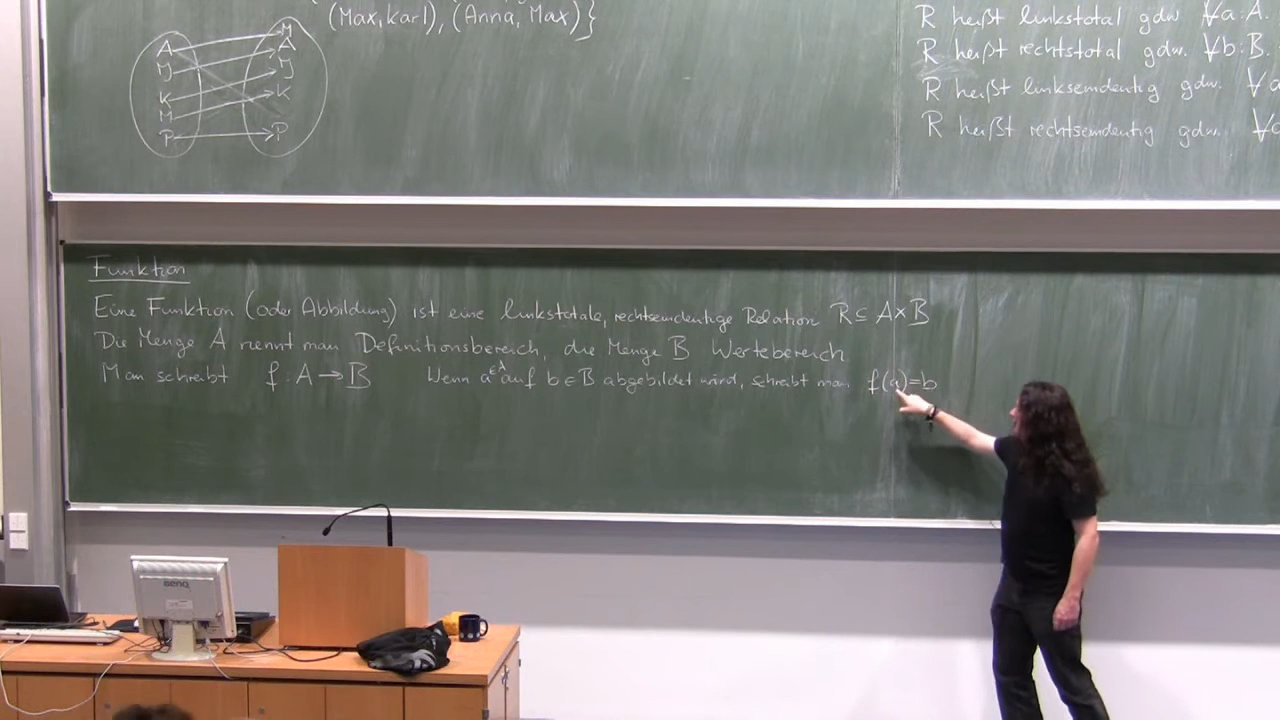 (Max, Karl), (Anna, Max)}
A
J
K
M
P
M
A
J
K
P
R heißt linkstotal gdw ∀a:A.
R heißt rechtstotal gdw. ∀b:B.
R heißt linkseindeutig gdw. ∀a
R heißt rechtseindeutig gdw. ∀a
Funktion
Eine Funktion (oder Abbildung) ist eine linkstotale, rechtseindeutige Relation R ⊆ A×B
Die Menge A nennt man Definitionsbereich, die Menge B Wertebereich
Man schreibt f: A → B Wenn a ∈A auf b ∈ B abgebildet wird, schreibt man f(a)=b
BenQ